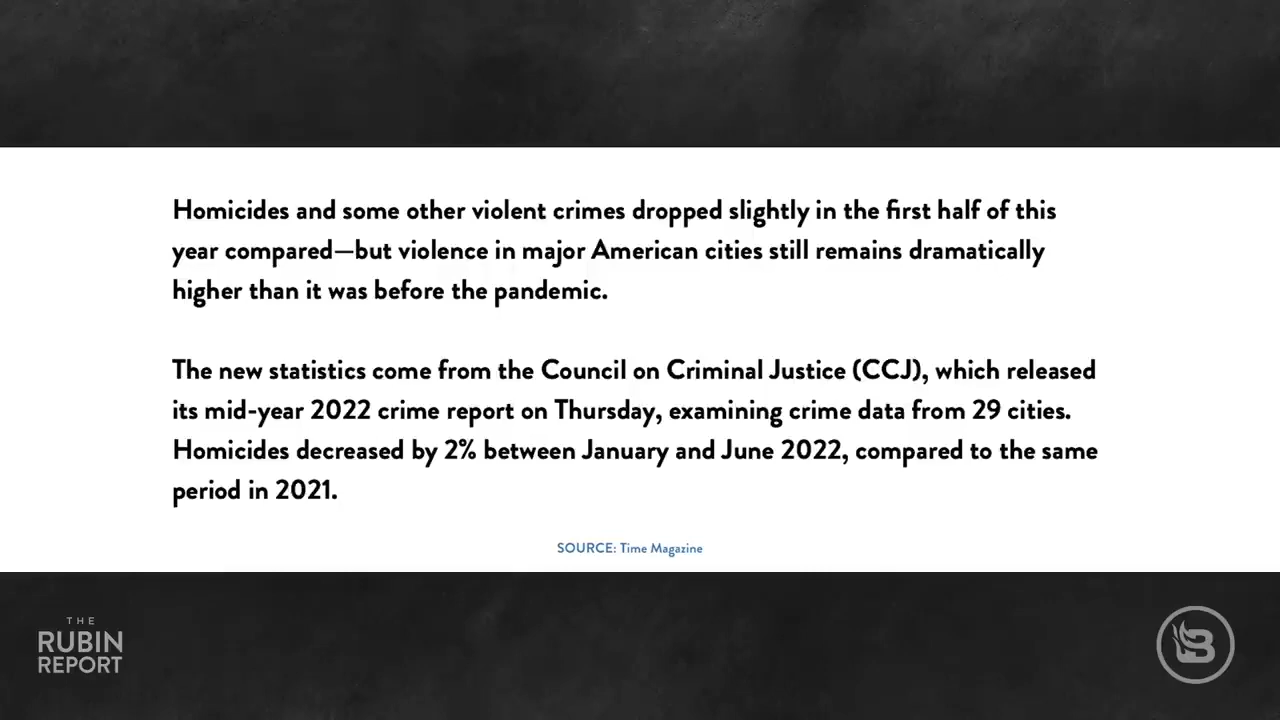 Homicides and some other violent crimes dropped slightly in the first half of this
year compared—but violence in major American cities still remains dramatically
higher than it was before the pandemic.
The new statistics come from the Council on Criminal Justice (CCJ), which released
its mid-year 2022 crime report on Thursday, examining crime data from 29 cities.
Homicides decreased by 2% between January and June 2022, compared to the same
period in 2021.
SOURCE: Time Magazine
THE
RUBIN
REPORT
B